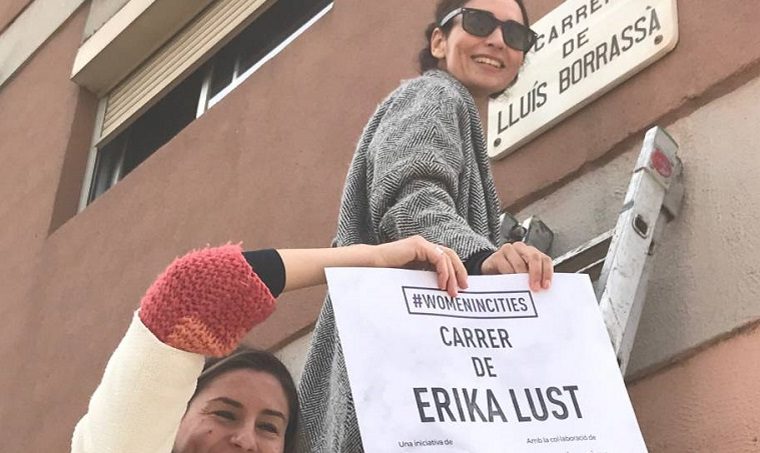 CARRER
DE
LLUÍS BORRASSÀ
#WOMENINCITIES
CARRER
DE
ERIKA LUST
Una iniciativa de
Amb la col·laboració de